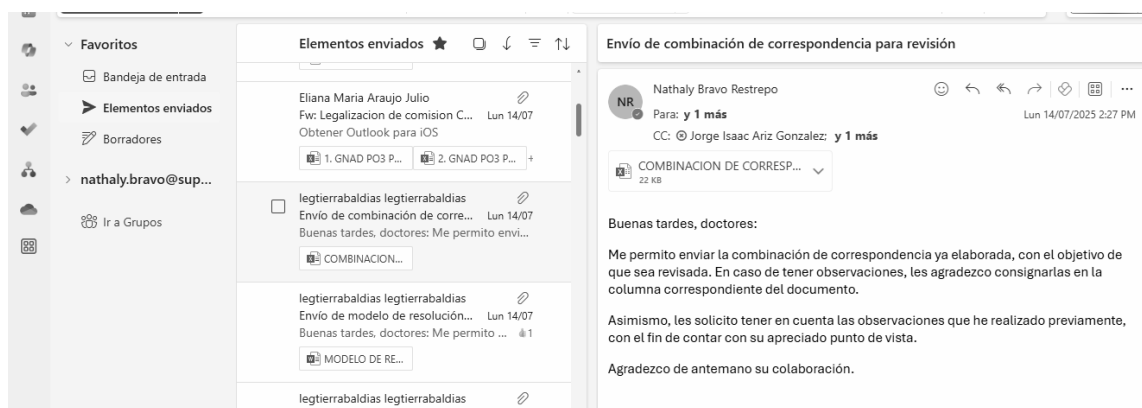 Favoritos
Bandeja de entrada
Elementos enviados
Borradores
nathaly.bravo@sup...
Ir a Grupos
Elementos enviados
Eliana Maria Araujo Julio
Fw: Legalizacion de comision C... Lun 14/07
Obtener Outlook para iOS
1. GNAD PO3 P... 2. GNAD PO3 P... +
legtierrabaldias legtierrabaldias
Envío de combinación de corre... Lun 14/07
Buenas tardes, doctores: Me permito envi...
COMBINACION...
legtierrabaldias legtierrabaldias
Envío de modelo de resolución... Lun 14/07
Buenas tardes, doctores: Me permito ... 1
MODELO DE RE...
legtierrabaldias legtierrabaldias
Envío de combinación de correspondencia para revisión
NR
Nathaly Bravo Restrepo
Para: y 1 más
Lun 14/07/2025 2:27 PM
CC: Jorge Isaac Ariz Gonzalez; y 1 más
COMBINACION DE CORRESP...
22 KB
Buenas tardes, doctores:
Me permito enviar la combinación de correspondencia ya elaborada, con el objetivo de
que sea revisada. En caso de tener observaciones, les agradezco consignarlas en la
columna correspondiente del documento.
Asimismo, les solicito tener en cuenta las observaciones que he realizado previamente,
con el fin de contar con su apreciado punto de vista.
Agradezco de antemano su colaboración.